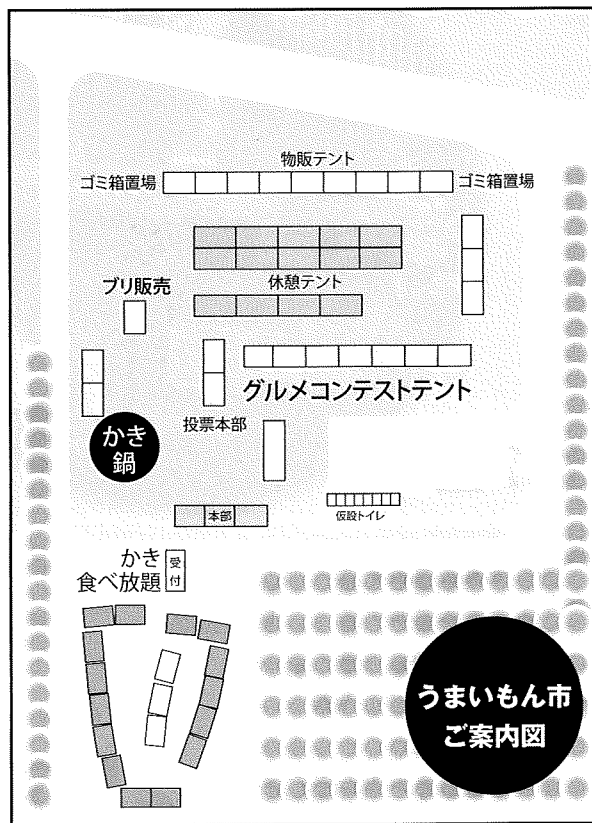 物販テント
ゴミ箱置場
ゴミ箱置場
休憩テント
ブリ販売
グルメコンテストテント
投票本部
かき
鍋
本部
仮設トイレ
かき
食べ放題
受
付
うまいもん市
ご案内図